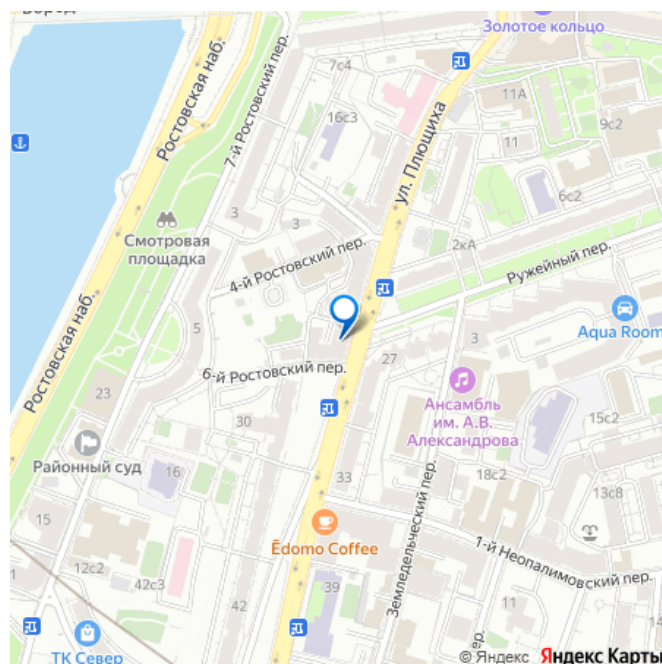 Город
Золотое кольцо
7с4
11А
Ростовская наб.
7-й Ростовский пер.
16с3
ул. Плющиха
11
9с2
6с2
3
3
Смотровая
площадка
4-й Ростовский пер.
2кА
Ружейный пер.
5
3
Aqua Room
Ростовская наб.
6-й Ростовский пер.
27
23
Ансамбль
им. А.В.
Александрова
15с2
30
Районный суд
16
33
18с2
13с8
15
Ēdomo Coffee
Земледельческий пер.
1-й Неопалимовский пер.
12с2
42с3
39
42
11
ТК Север
пер.
© Яндекс Яндекс Карты